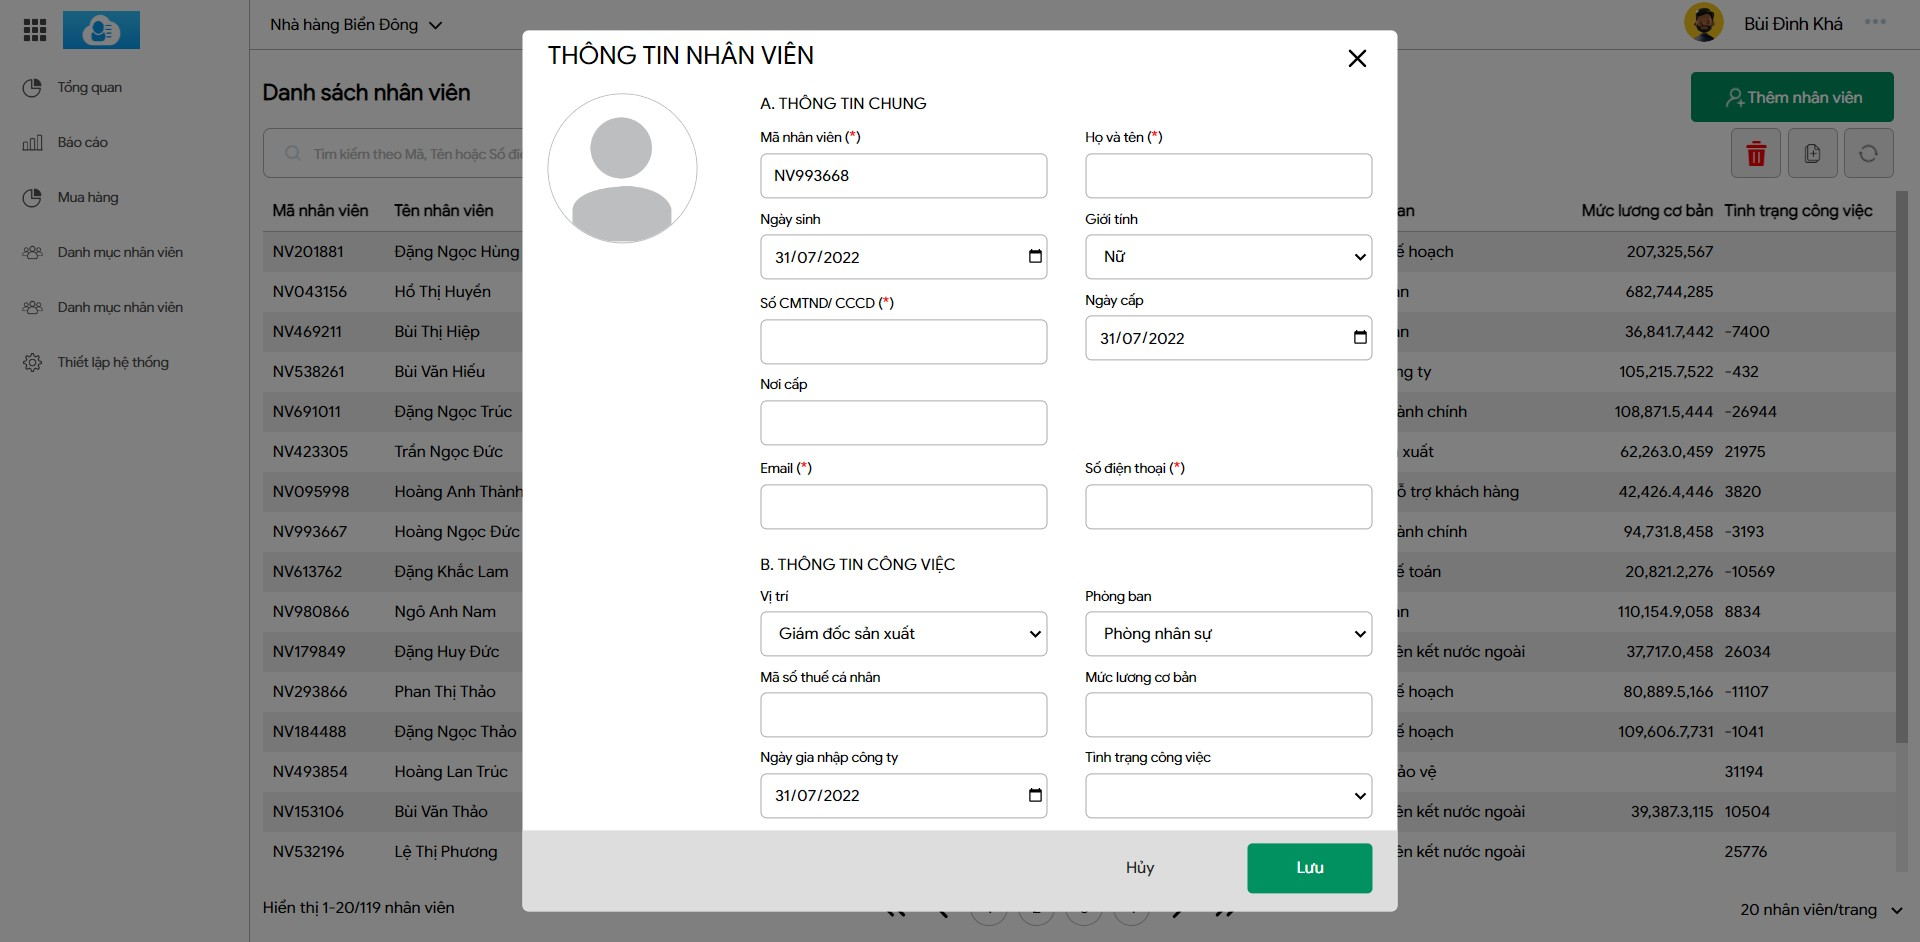 Nhà hàng Biển Đông
Bùi Đình Khá
Tổng quan
Báo cáo
Mua hàng
Danh mục nhân viên
Danh mục nhân viên
Thiết lập hệ thống
Danh sách nhân viên
Thêm nhân viên
Tìm kiếm theo Mã, Tên hoặc Số
Mã nhân viên Tên nhân viên Mức lương cơ bản Tình trạng công việc
NV201881 Đặng Ngọc Hùng hoạch 207,325,567
NV043156 Hồ Thị Huyền 682,744,285
NV469211 Bùi Thị Hiệp 36,841.7,442 -7400
NV538261 Bùi Văn Hiếu ty 105,215.7,522 -432
NV691011 Đặng Ngọc Trúc chính 108,871.5,444 -26944
NV423305 Trần Ngọc Đức xuất 62,263.0,459 21975
NV095998 Hoàng Anh Thành trợ khách hàng 42,426.4,446 3820
NV993667 Hoàng Ngọc Đức chính 94,731.8,458 -3193
NV613762 Đặng Khắc Lam toán 20,821.2,276 -10569
NV980866 Ngô Anh Nam 110,154.9,058 8834
NV179849 Đặng Huy Đức kết nước ngoài 37,717.0,458 26034
NV293866 Phan Thị Thảo hoạch 80,889.5,166 -11107
NV184488 Đặng Ngọc Thảo hoạch 109,606.7,731 -1041
NV493854 Hoàng Lan Trúc vệ 31194
NV153106 Bùi Văn Thảo kết nước ngoài 39,387.3,115 10504
NV532196 Lê Thị Phương kết nước ngoài 25776
Hiển thị 1-20/119 nhân viên
20 nhân viên/trang
THÔNG TIN NHÂN VIÊN
A. THÔNG TIN CHUNG
Mã nhân viên (*) Họ và tên (*)
NV993668
Ngày sinh Giới tính
31/07/2022 Nữ
Số CMTND/ CCCD (*) Ngày cấp
31/07/2022
Nơi cấp
Email (*) Số điện thoại (*)
B. THÔNG TIN CÔNG VIỆC
Vị trí Phòng ban
Giám đốc sản xuất Phòng nhân sự
Mã số thuế cá nhân Mức lương cơ bản
Ngày gia nhập công ty Tình trạng công việc
31/07/2022
Hủy Lưu